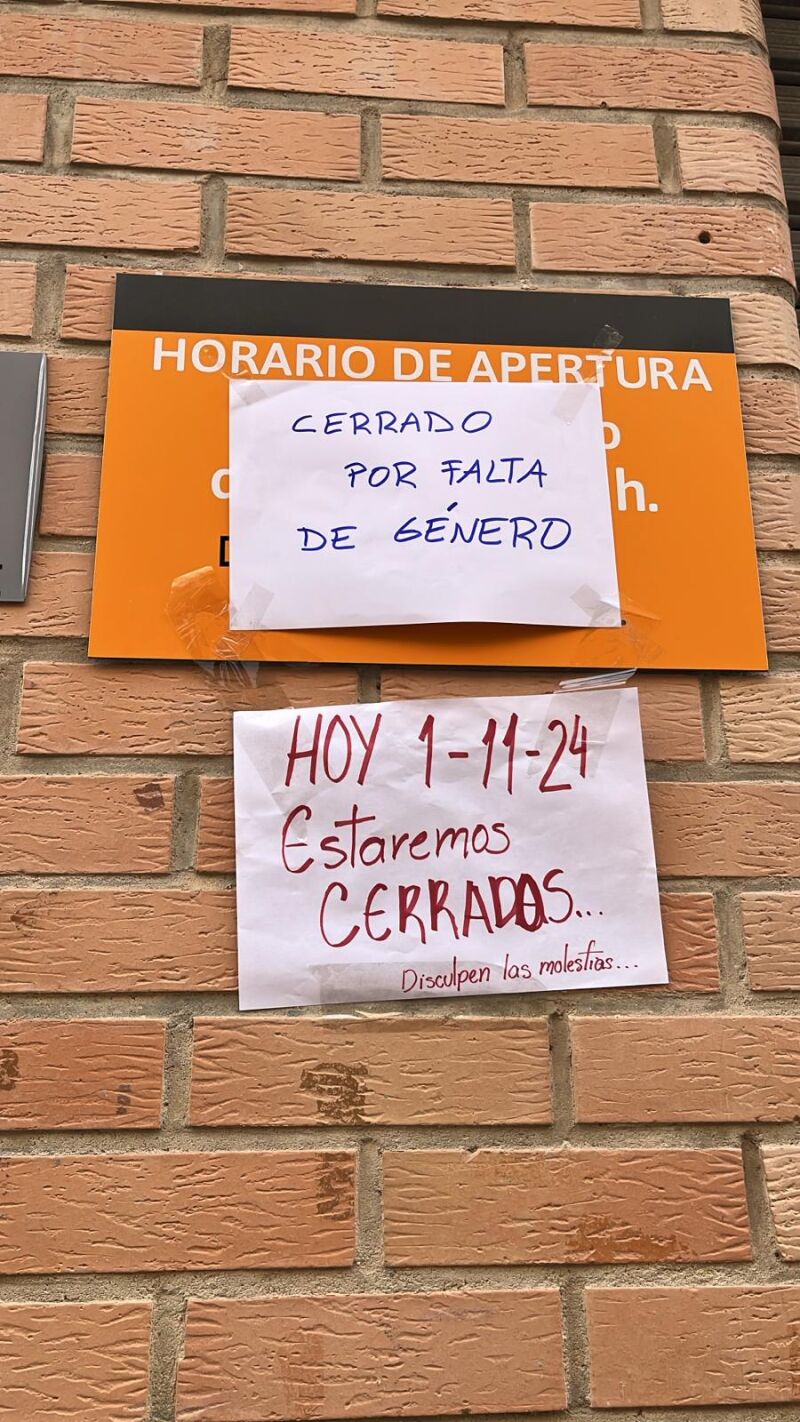 HORARIO DE APERTURA
CERRADO
POR FALTA
DE GÉNERO
h.
HOY 1-11-24
Estaremos
CERRADOS...
Disculpen las molestias...